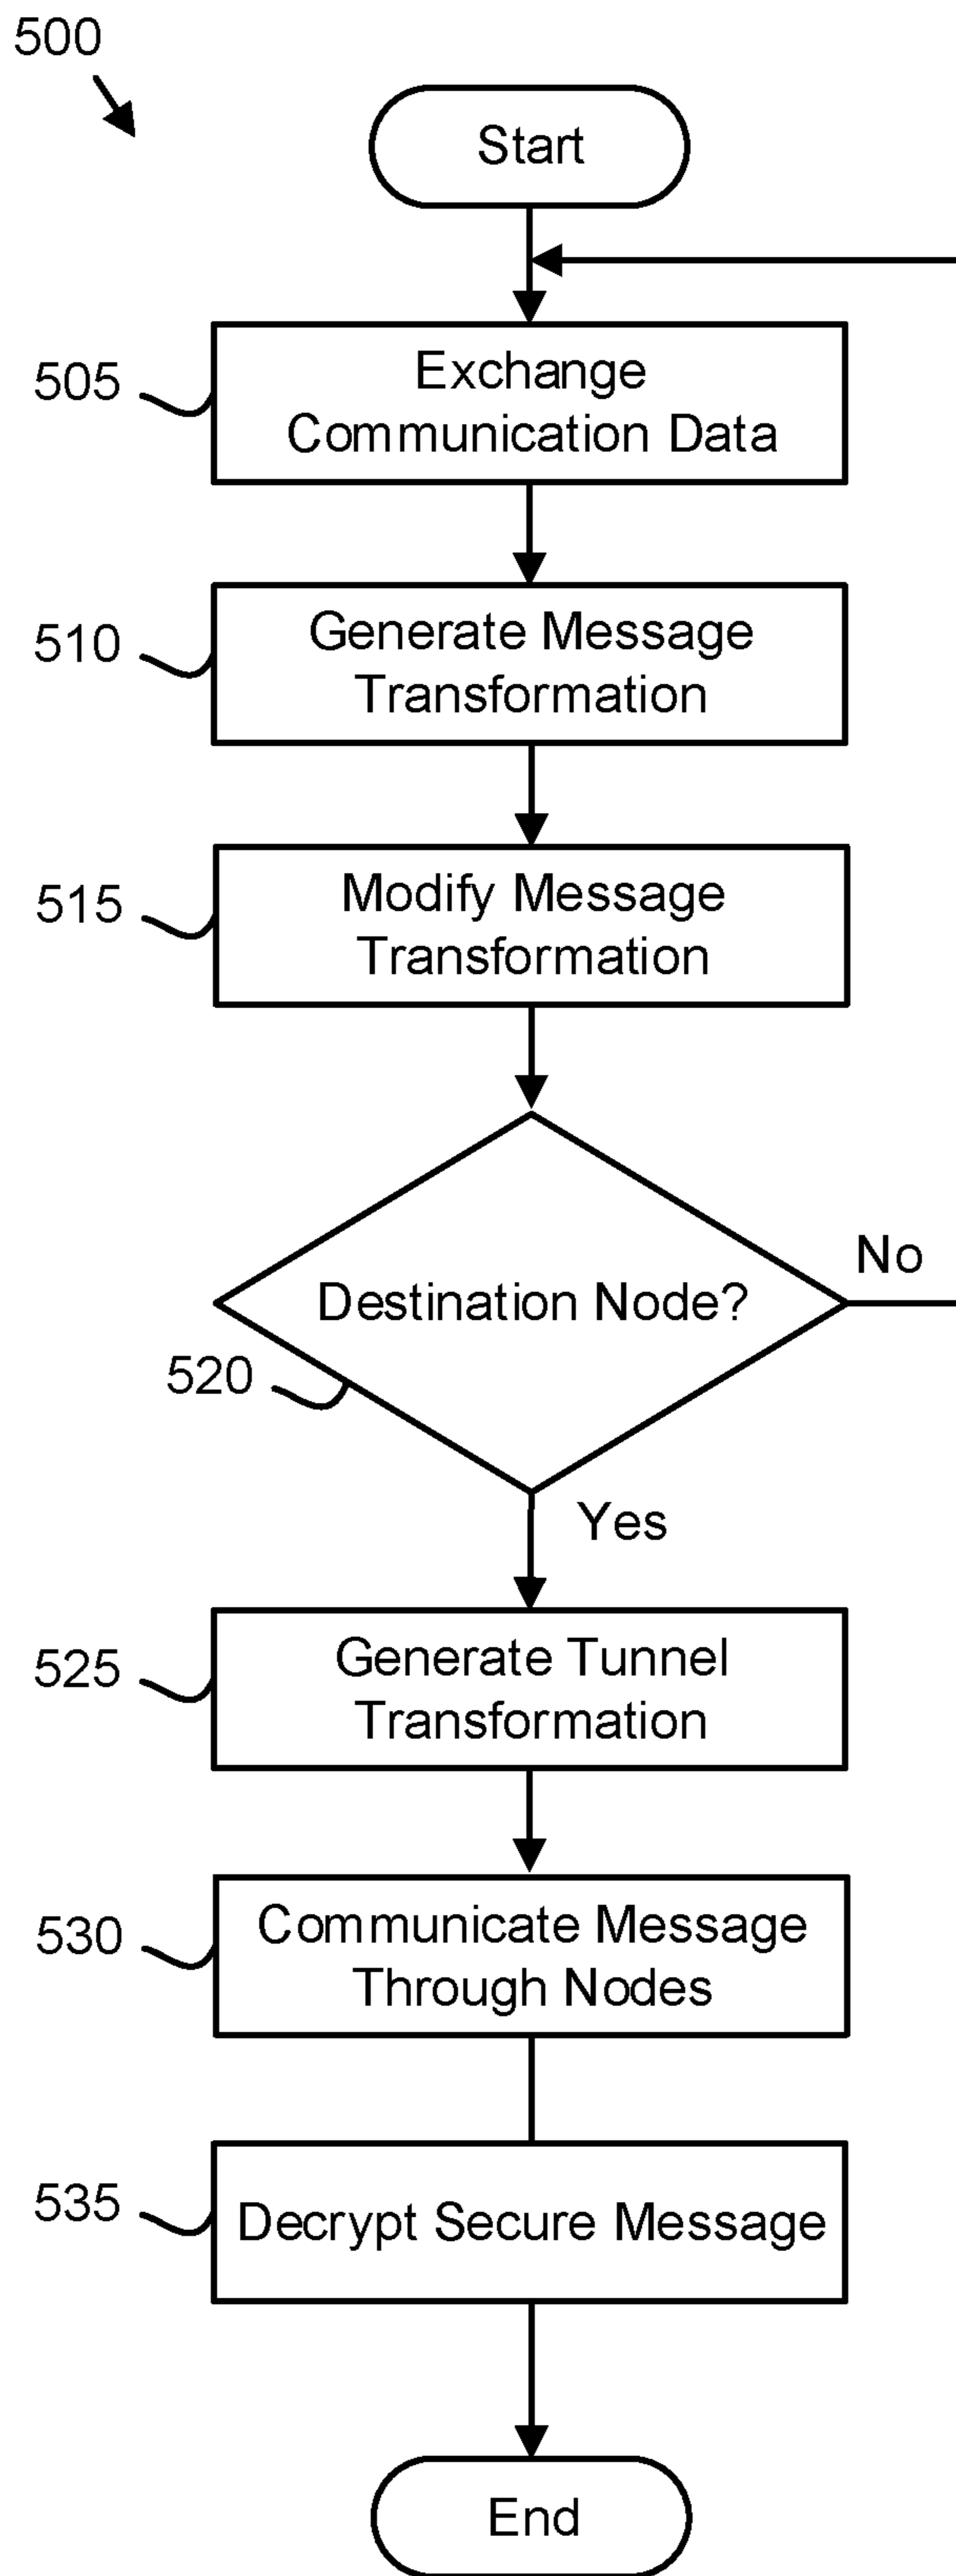 500
Start
505
Exchange
Communication Data
510
Generate Message
Transformation
515
Modify Message
Transformation
No
Destination Node?
520
Yes
525
Generate Tunnel
Transformation
530
Communicate Message
Through Nodes
535
Decrypt Secure Message
End